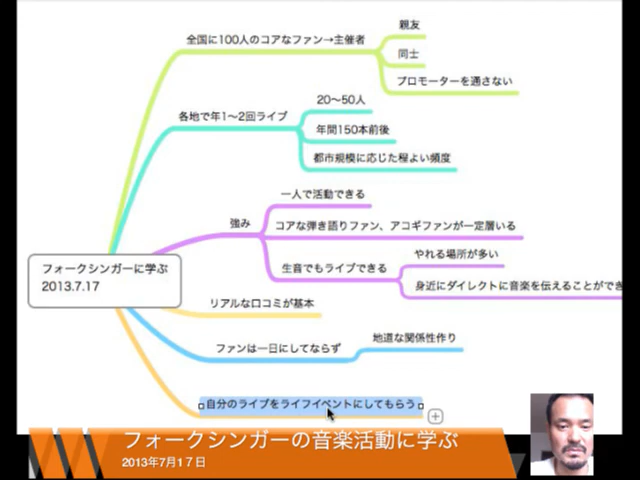 全国に100人のコアなファン→主催者
親友
同士
プロモーターを通さない
各地で年1〜2回ライブ
20〜50人
年間150本前後
都市規模に応じた程よい頻度
強み
一人で活動できる
コアな弾き語りファン、アコギファンが一定層いる
生音でもライブできる
やれる場所が多い
身近にダイレクトに音楽を伝えることができ
フォークシンガーに学ぶ
2013.7.17
リアルな口コミが基本
ファンは一日にしてならず
地道な関係性作り
自分のライブをライフイベントにしてもらう
フォークシンガーの音楽活動に学ぶ
2013年7月17日